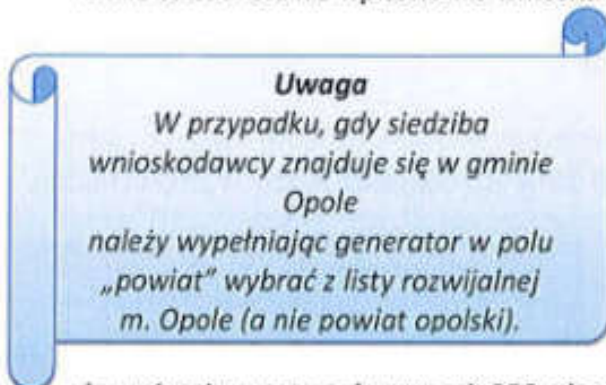 Uwaga
W przypadku, gdy siedziba
wnioskodawcy znajduje się w gminie
Opole
należy wypełniając generator w polu
„powiat” wybrać z listy rozwijalnej
m. Opole (a nie powiat opolski).